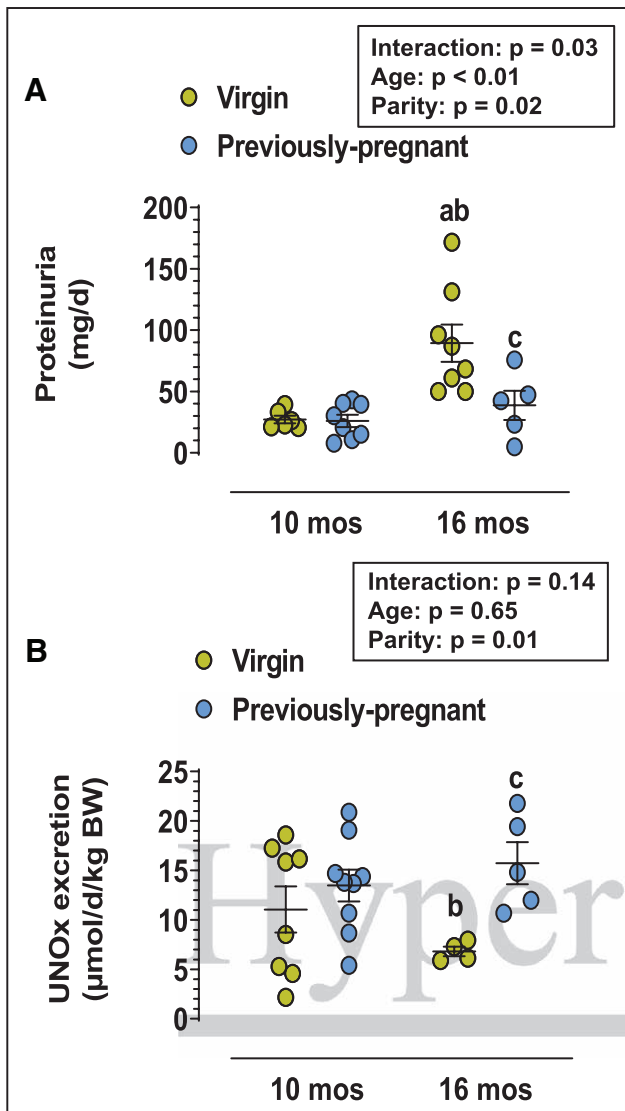 Interaction: p = 0.03
Age: p < 0.01
Parity: p = 0.02
A
Virgin
Previously-pregnant
Proteinuria
(mg/d)
200
150
100
50
0
ab
c
10 mos
16 mos
Interaction: p = 0.14
Age: p = 0.65
Parity: p = 0.01
B
Virgin
Previously-pregnant
UNOx excretion
(µmol/d/kg BW)
25
20
15
10
5
0
b
c
Hyper
10 mos
16 mos